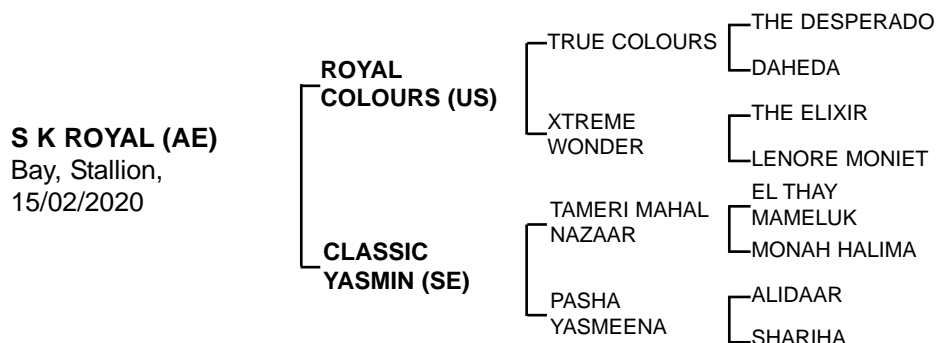 S K ROYAL (AE)
Bay, Stallion,
15/02/2020
ROYAL
COLOURS (US)
CLASSIC
YASMIN (SE)
TRUE COLOURS
XTREME
WONDER
TAMERI MAHAL
NAZAAR
PASHA
YASMEENA
THE DESPERADO
DAHEDA
THE ELIXIR
LENORE MONIET
EL THAY
MAMELUK
MONAH HALIMA
ALIDAAR
SHARIHA